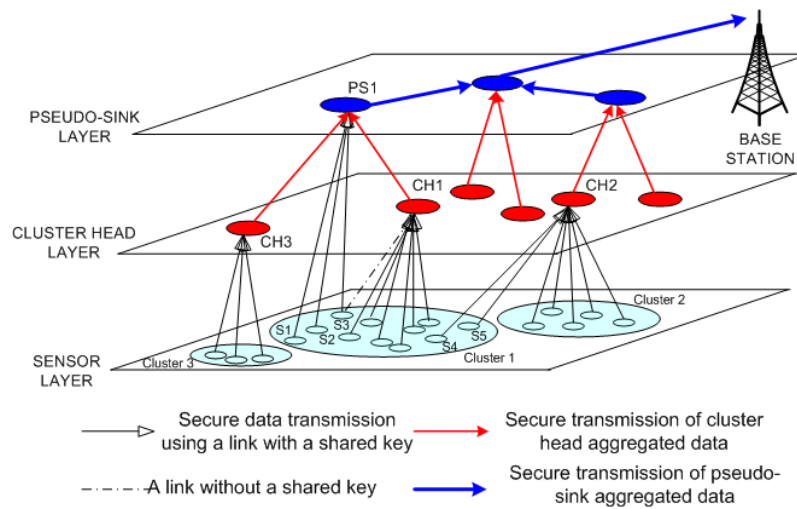 PS1
PSEUDO-SINK
LAYER
BASE
STATION
CH1
CH2
CLUSTER HEAD
LAYER
CH3
Cluster 2
S1
S3
S2
S5
S4
Cluster 1
Cluster 3
SENSOR
LAYER
Secure data transmission
using a link with a shared key
Secure transmission of cluster
head aggregated data
A link without a shared key
Secure transmission of pseudo-
sink aggregated data